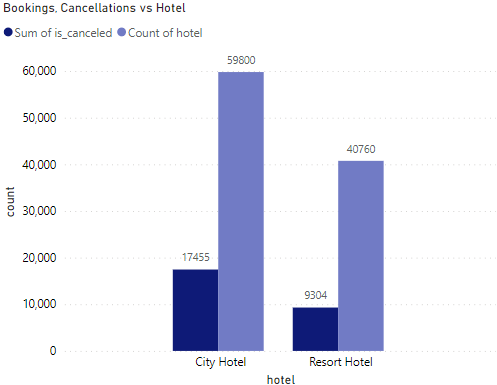 Bookings, Cancellations vs Hotel
Sum of is_canceled Count of hotel
59800
60,000
50,000
40760
40,000
30,000
20,000
17455
10,000
9304
0
count
City Hotel Resort Hotel
hotel